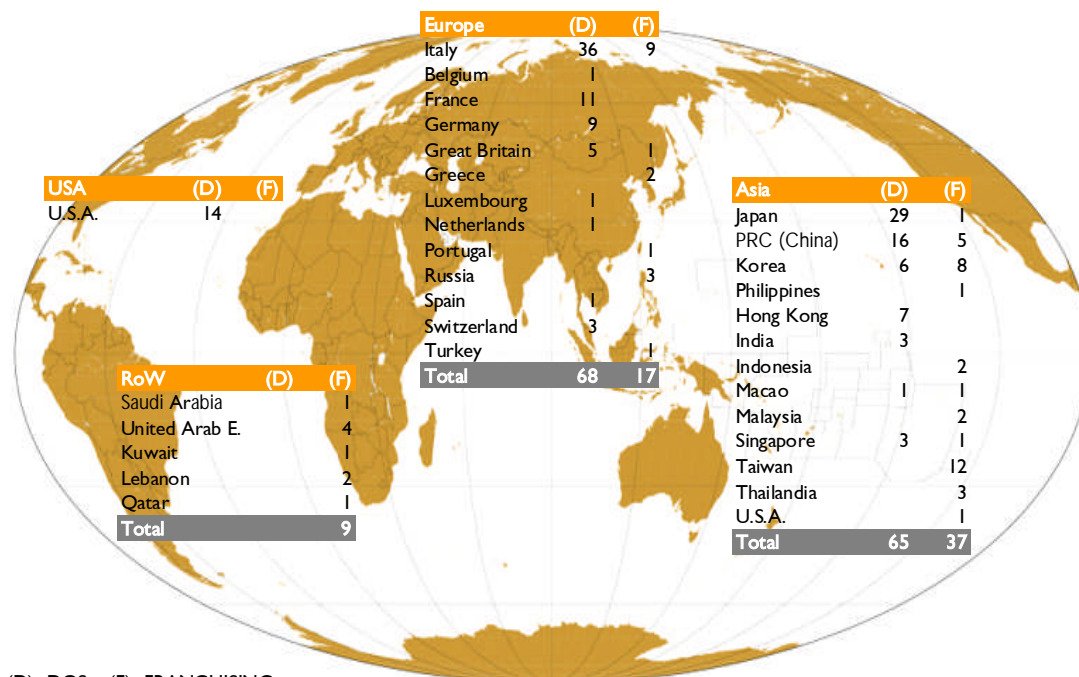 Europe (D) (F)
Italy 36 9
Belgium 1
France 11
Germany 9
Great Britain 5 1
Greece 2
Luxembourg 1
Netherlands 1
Portugal 1
Russia 3
Spain 1
Switzerland 3
Turkey 1
Total 68 17
USA (D) (F)
U.S.A. 14
Asia (D) (F)
Japan 29 1
PRC (China) 16 5
Korea 6 8
Philippines 1
Hong Kong 7
India 3
Indonesia 2
Macao 1 1
Malaysia 2
Singapore 3 1
Taiwan 12
Thailandia 3
U.S.A. 1
Total 65 37
RoW (D) (F)
Saudi Arabia 1
United Arab E. 4
Kuwait 1
Lebanon 2
Qatar 1
Total 9
(D) DOS (F) FRANCHISING